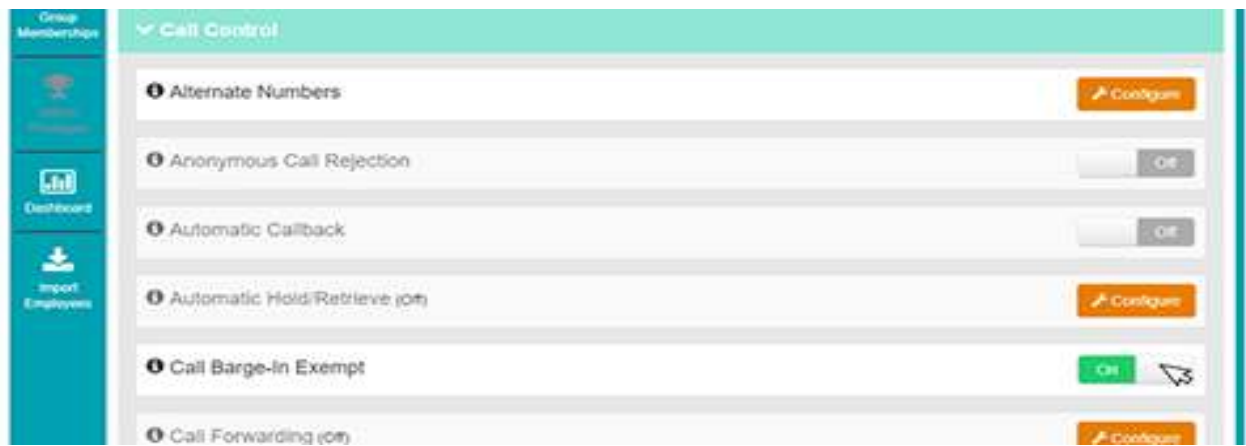 Group
Memberships
Call Control
Alternate Numbers
Configure
Anonymous Call Rejection
Off
Dashboard
Automatic Callback
Off
Import
Employees
Automatic Hold/Retrieve (Off)
Configure
Call Barge-In Exempt
On
Call Forwarding (Off)
Configure